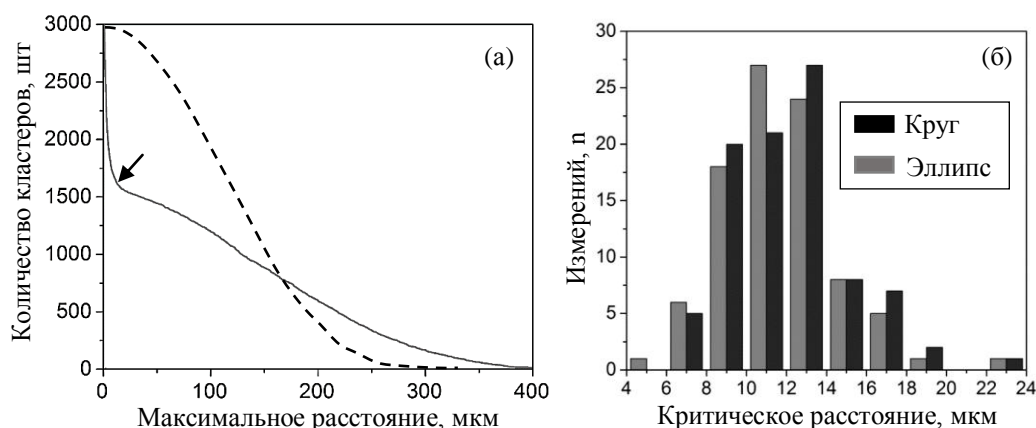 (а)
Количество кластеров, шт
3000
2500
2000
1500
1000
500
0
0 100 200 300 400
Максимальное расстояние, мкм
(б)
Измерений, n
30
25
20
15
10
5
0
Круг
Эллипс
4 6 8 10 12 14 16 18 20 22 24
Критическое расстояние, мкм